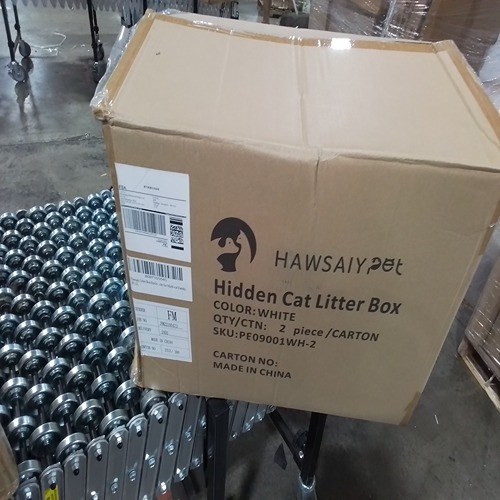 HAWSAIYPet
Hidden Cat Litter Box
COLOR:WHITE
QTY/CTN: 2 piece/CARTON
SKU:PE09001WH-2
CARTON NO:
MADE IN CHINA
FM